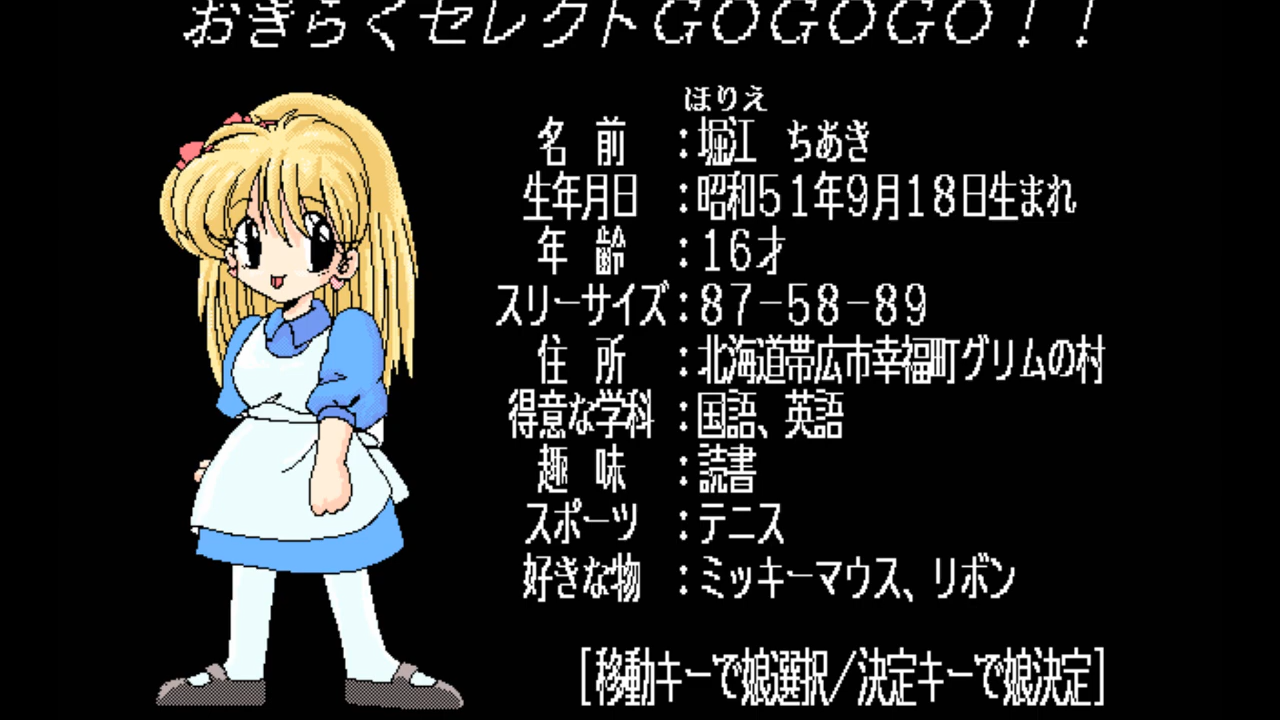 おきらくセレクトGOGOGO！！
ほりえ
名前：堀江 ちあき
生年月日：昭和51年9月18日生まれ
年齢：16才
スリーサイズ：87-58-89
住所：北海道帯広市幸福町グリムの村
得意な学科：国語、英語
趣味：読書
スポーツ：テニス
好きな物：ミッキーマウス、リボン
[移動キーで娘選択/決定キーで娘決定]